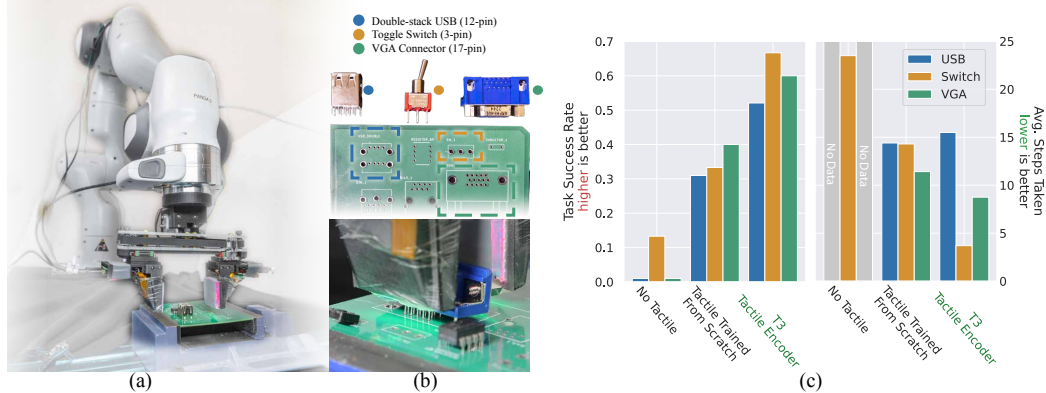 Double-stack USB (12-pin)
Toggle Switch (3-pin)
VGA Connector (17-pin)
PANDA
Task Success Rate
higher is better
0.7
0.6
0.5
0.4
0.3
0.2
0.1
0.0
No Tactile
Tactile Trained
From Scratch
T3
Tactile Encoder
No Data
No Data
USB
Switch
VGA
25
20
15
10
5
0
Avg. Steps Taken
lower is better
No Tactile
Tactile Trained
From Scratch
T3
Tactile Encoder
(a)
(b)
(c)